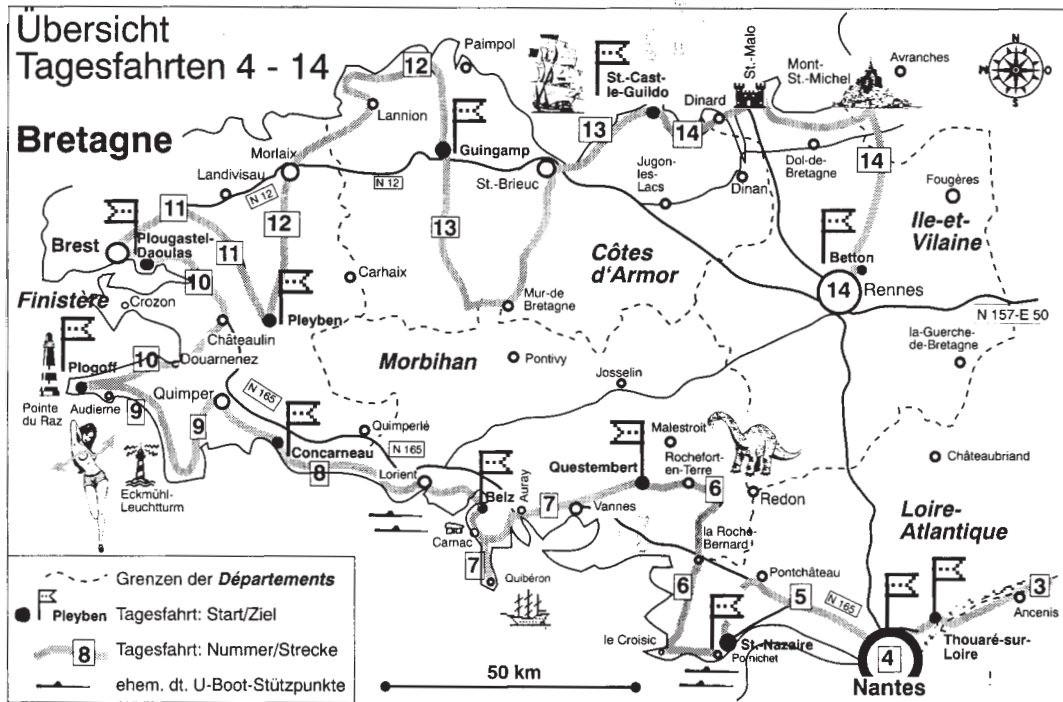 Übersicht
Tagesfahrten 4 - 14
Bretagne
Paimpol
12
Lannion
Guingamp
St.-Cast-
le-Guildo
St.-Malo
Mont-
St.-Michel
Avranches
N
O
S
Dinard
13
14
Morlaix
Landivisau
N 12
N 12
St.-Brieuc
Jugon-
les-
Lacs
Dinan
Dol-de-
Bretagne
14
Fougères
11
12
13
Brest
Plougastel-
Daoulas
11
10
Côtes
d'Armor
Ile-et-
Vilaine
Betton
14
Rennes
Carhaix
Mur-de
Bretagne
N 157-E 50
Finistère
Crozon
Châteaulin
Pleyben
la-Guerche-
de-Bretagne
Plogoff
10
Douarnenez
Morbihan
Pontivy
Josselin
Pointe
du Raz
Audierne
9
Quimper
9
N 165
Quimperlé
N 165
Concarneau
8
Lorient
Eckmühl-
Leuchtturm
Belz
Auray
7
Vannes
Questembert
Malestroit
Rochefort-
en-Terre
6
Redon
Châteaubriand
Carnac
7
Quibéron
la Roche-
Bernard
Loire-
Atlantique
6
Pontchâteau
5
N 165
3
Ancenis
le Croisic
St.-Nazaire
Pornichet
Thouaré-sur-
Loire
4
Nantes
Grenzen der Départements
Pleyben Tagesfahrt: Start/Ziel
8 Tagesfahrt: Nummer/Strecke
ehem. dt. U-Boot-Stützpunkte
50 km